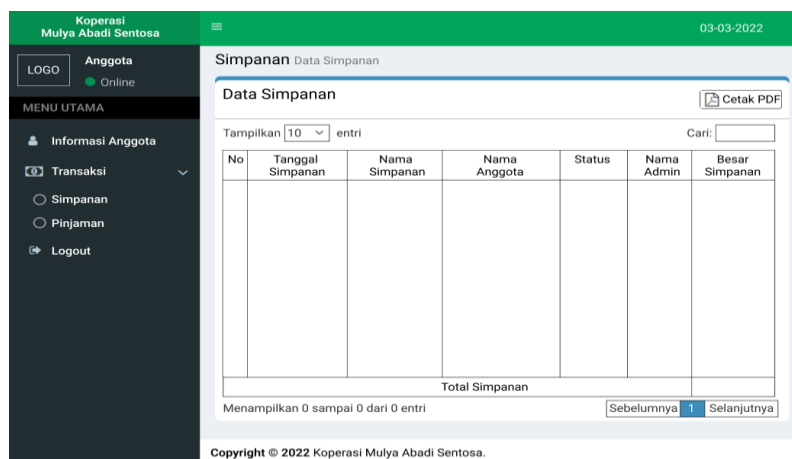 Koperasi
Mulya Abadi Sentosa
03-03-2022
LOGO
Anggota
Online
MENU UTAMA
Informasi Anggota
Transaksi
Simpanan
Pinjaman
Logout
Simpanan Data Simpanan
Data Simpanan
Cetak PDF
Tampilkan 10 entri
Cari:
No
Tanggal
Simpanan
Nama
Simpanan
Nama
Anggota
Status
Nama
Admin
Besar
Simpanan
Total Simpanan
Menampilkan 0 sampai 0 dari 0 entri
Sebelumnya 1 Selanjutnya
Copyright © 2022 Koperasi Mulya Abadi Sentosa.